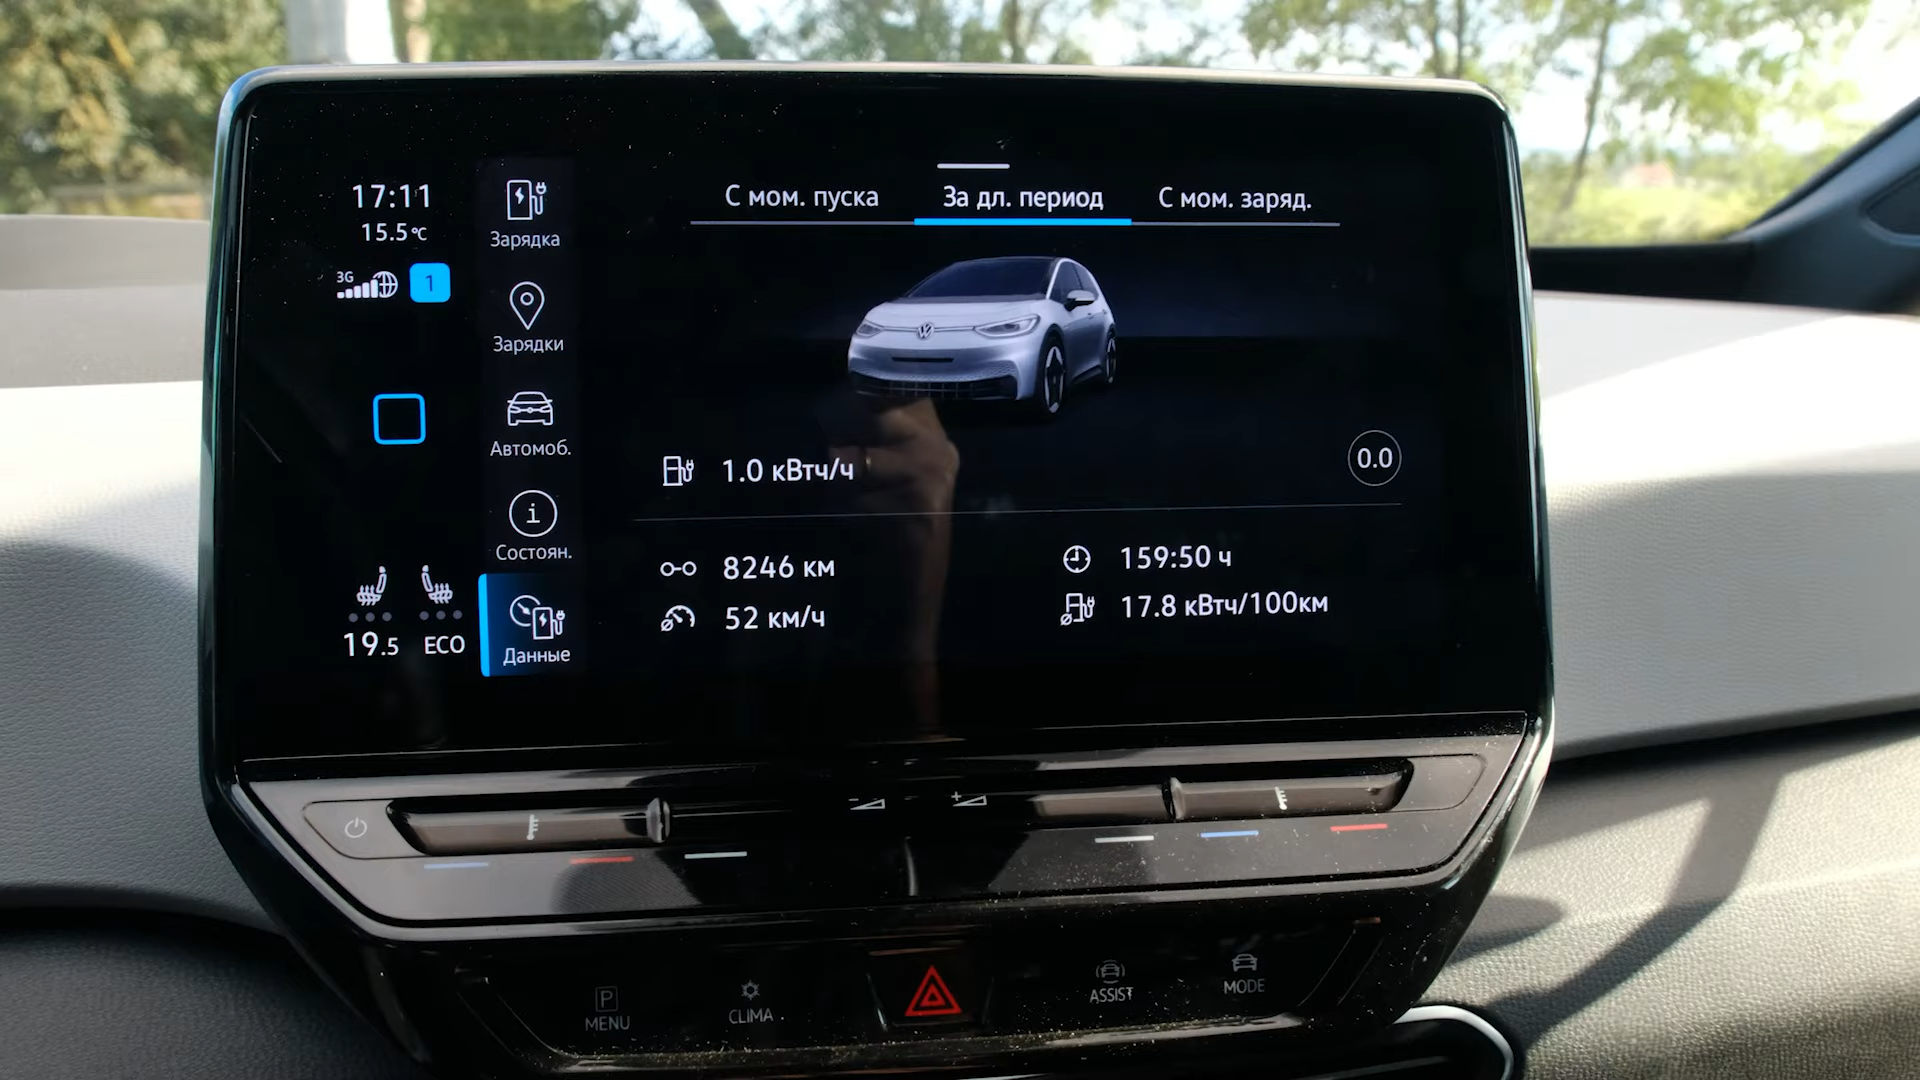 17:11
15.5°C
3G
1
19.5
ECO
Зарядка
Зарядки
Автомоб.
Состоян.
Данные
С мом. пуска
За дл. период
С мом. заряд.
1.0 кВтч/ч
0.0
8246 км
159:50 ч
52 км/ч
17.8 кВтч/100км
P
MENU
CLIMA
ASSIST
MODE